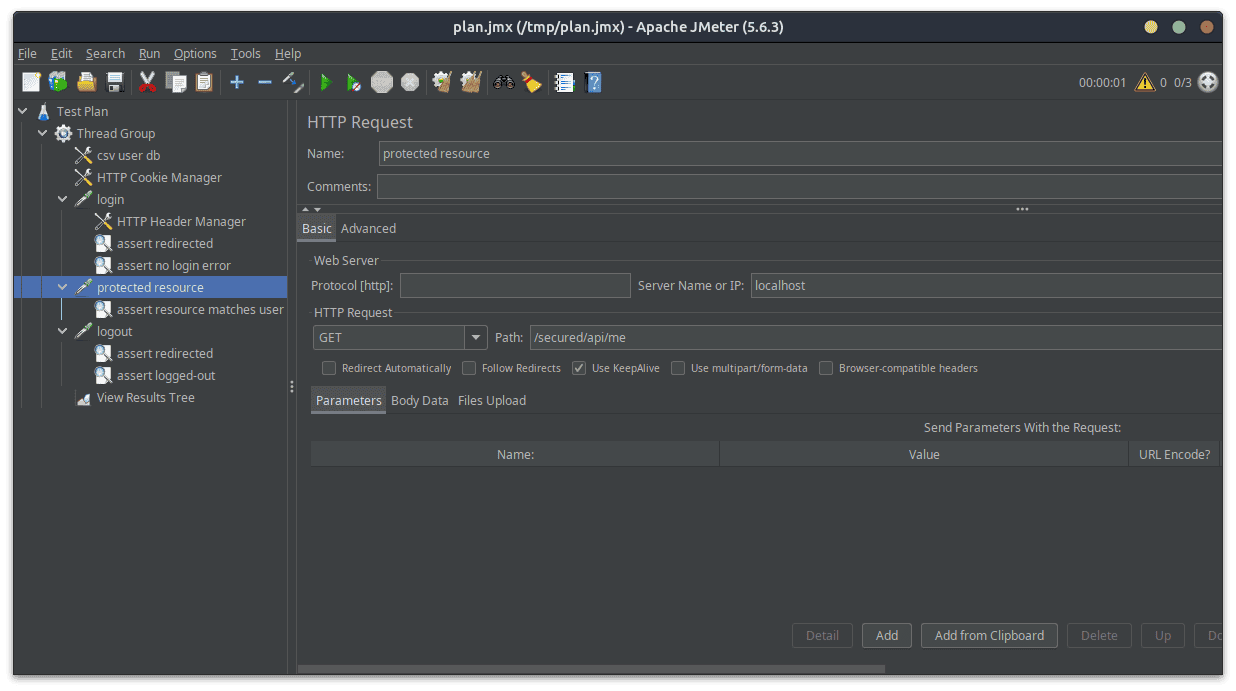 plan.jmx (/tmp/plan.jmx) - Apache JMeter (5.6.3)
File Edit Search Run Options Tools Help
00:00:01 0 0/3
Test Plan
Thread Group
csv user db
HTTP Cookie Manager
login
HTTP Header Manager
assert redirected
assert no login error
protected resource
assert resource matches user
logout
assert redirected
assert logged-out
View Results Tree
HTTP Request
Name: protected resource
Comments:
Basic Advanced
Web Server
Protocol [http]: Server Name or IP: localhost
HTTP Request
GET Path: /secured/api/me
Redirect Automatically Follow Redirects Use KeepAlive Use multipart/form-data Browser-compatible headers
Parameters Body Data Files Upload
Send Parameters With the Request:
Name: Value URL Encode?
Detail Add Add from Clipboard Delete Up Do